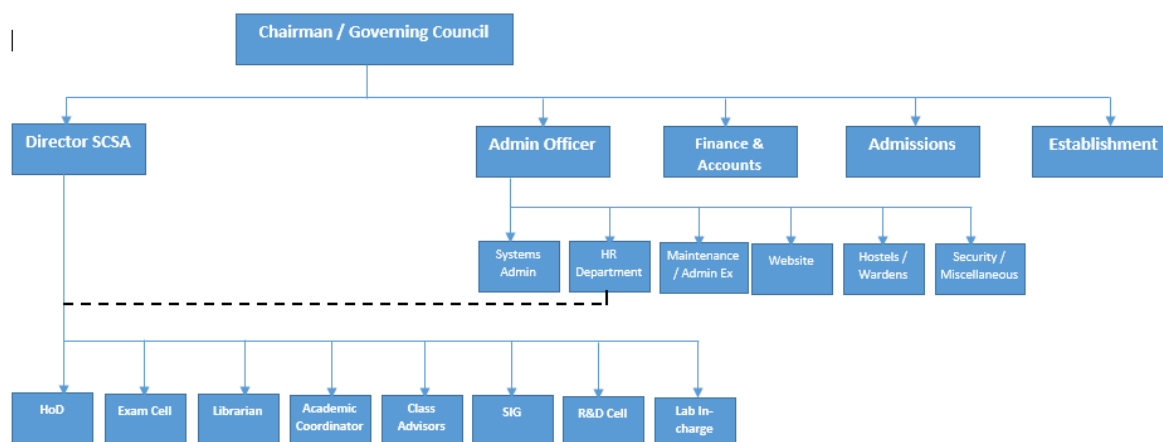 Chairman / Governing Council
Director SCSA
Admin Officer
Finance &
Accounts
Admissions
Establishment
Systems
Admin
HR
Department
Maintenance
/ Admin Ex
Website
Hostels /
Wardens
Security /
Miscellaneous
HoD
Exam Cell
Librarian
Academic
Coordinator
Class
Advisors
SIG
R&D Cell
Lab In-
charge